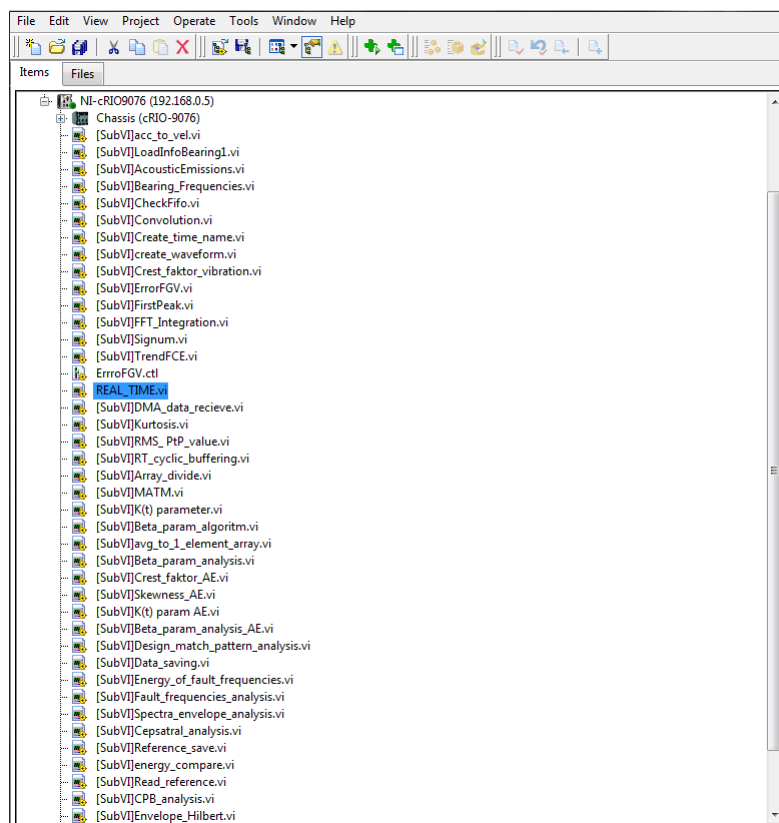 File Edit View Project Operate Tools Window Help
Items Files
NI-cRIO9076 (192.168.0.5)
Chassis (cRIO-9076)
[SubVI]acc_to_vel.vi
[SubVI]LoadInfoBearing1.vi
[SubVI]AcousticEmissions.vi
[SubVI]Bearing_Frequencies.vi
[SubVI]CheckFifo.vi
[SubVI]Convolution.vi
[SubVI]Create_time_name.vi
[SubVI]create_waveform.vi
[SubVI]Crest_faktor_vibration.vi
[SubVI]ErrorFGV.vi
[SubVI]FirstPeak.vi
[SubVI]FFT_Integration.vi
[SubVI]Signum.vi
[SubVI]TrendFCE.vi
ErrroFGV.ctl
REAL_TIME.vi
[SubVI]DMA_data_recieve.vi
[SubVI]Kurtosis.vi
[SubVI]RMS_ PtP_value.vi
[SubVI]RT_cyclic_buffering.vi
[SubVI]Array_divide.vi
[SubVI]MATM.vi
[SubVI]K(t) parameter.vi
[SubVI]Beta_param_algoritm.vi
[SubVI]avg_to_1_element_array.vi
[SubVI]Beta_param_analysis.vi
[SubVI]Crest_faktor_AE.vi
[SubVI]Skewness_AE.vi
[SubVI]K(t) param AE.vi
[SubVI]Beta_param_analysis_AE.vi
[SubVI]Design_match_pattern_analysis.vi
[SubVI]Data_saving.vi
[SubVI]Energy_of_fault_frequencies.vi
[SubVI]Fault_frequencies_analysis.vi
[SubVI]Spectra_envelope_analysis.vi
[SubVI]Cepsatral_analysis.vi
[SubVI]Reference_save.vi
[SubVI]energy_compare.vi
[SubVI]Read_reference.vi
[SubVI]CPB_analysis.vi
[SubVI]Envelope_Hilbert.vi